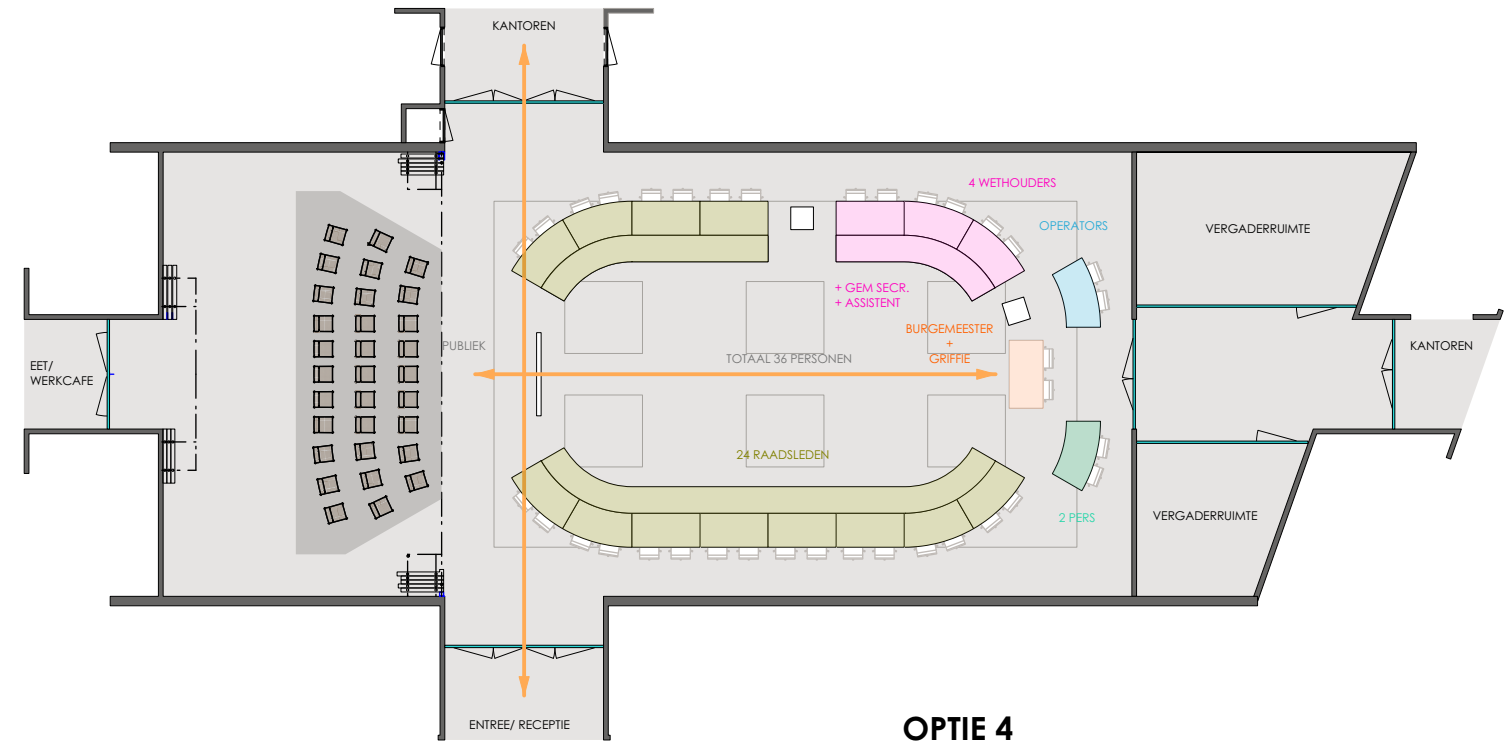 KANTOREN
4 WETHOUDERS
OPERATORS
VERGADERRUIMTE
+ GEM SECR.
+ ASSISTENT
BURGEMEESTER
+
GRIFFIE
PUBLIEK
TOTAAL 36 PERSONEN
KANTOREN
EET/
WERKCAFE
24 RAADSLEDEN
2 PERS
VERGADERRUIMTE
ENTREE/ RECEPTIE
OPTIE 4